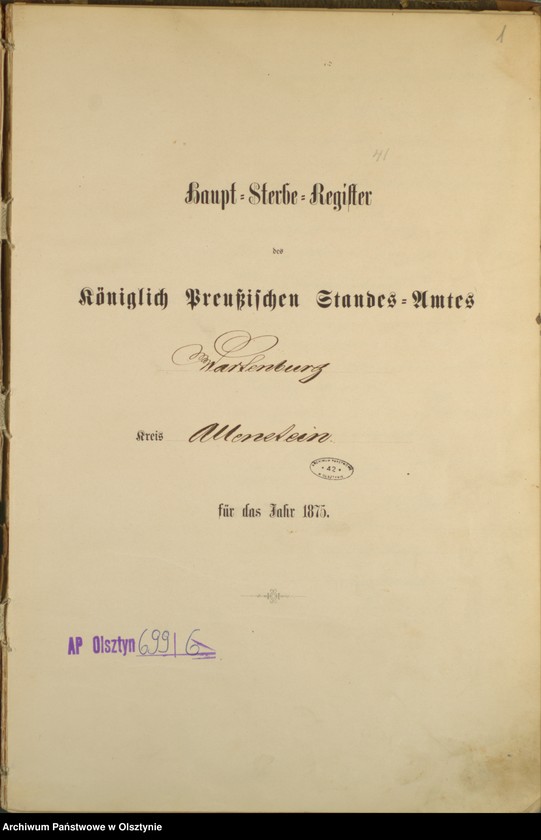 1
41
Haupt=Sterbe=Register
des
Königlich Preußischen Standes=Amtes
Wartenburg
Kreis Allenstein.
42
für das Jahr 1875.
AP Olsztyn 699/6
Archiwum Państwowe w Olsztynie